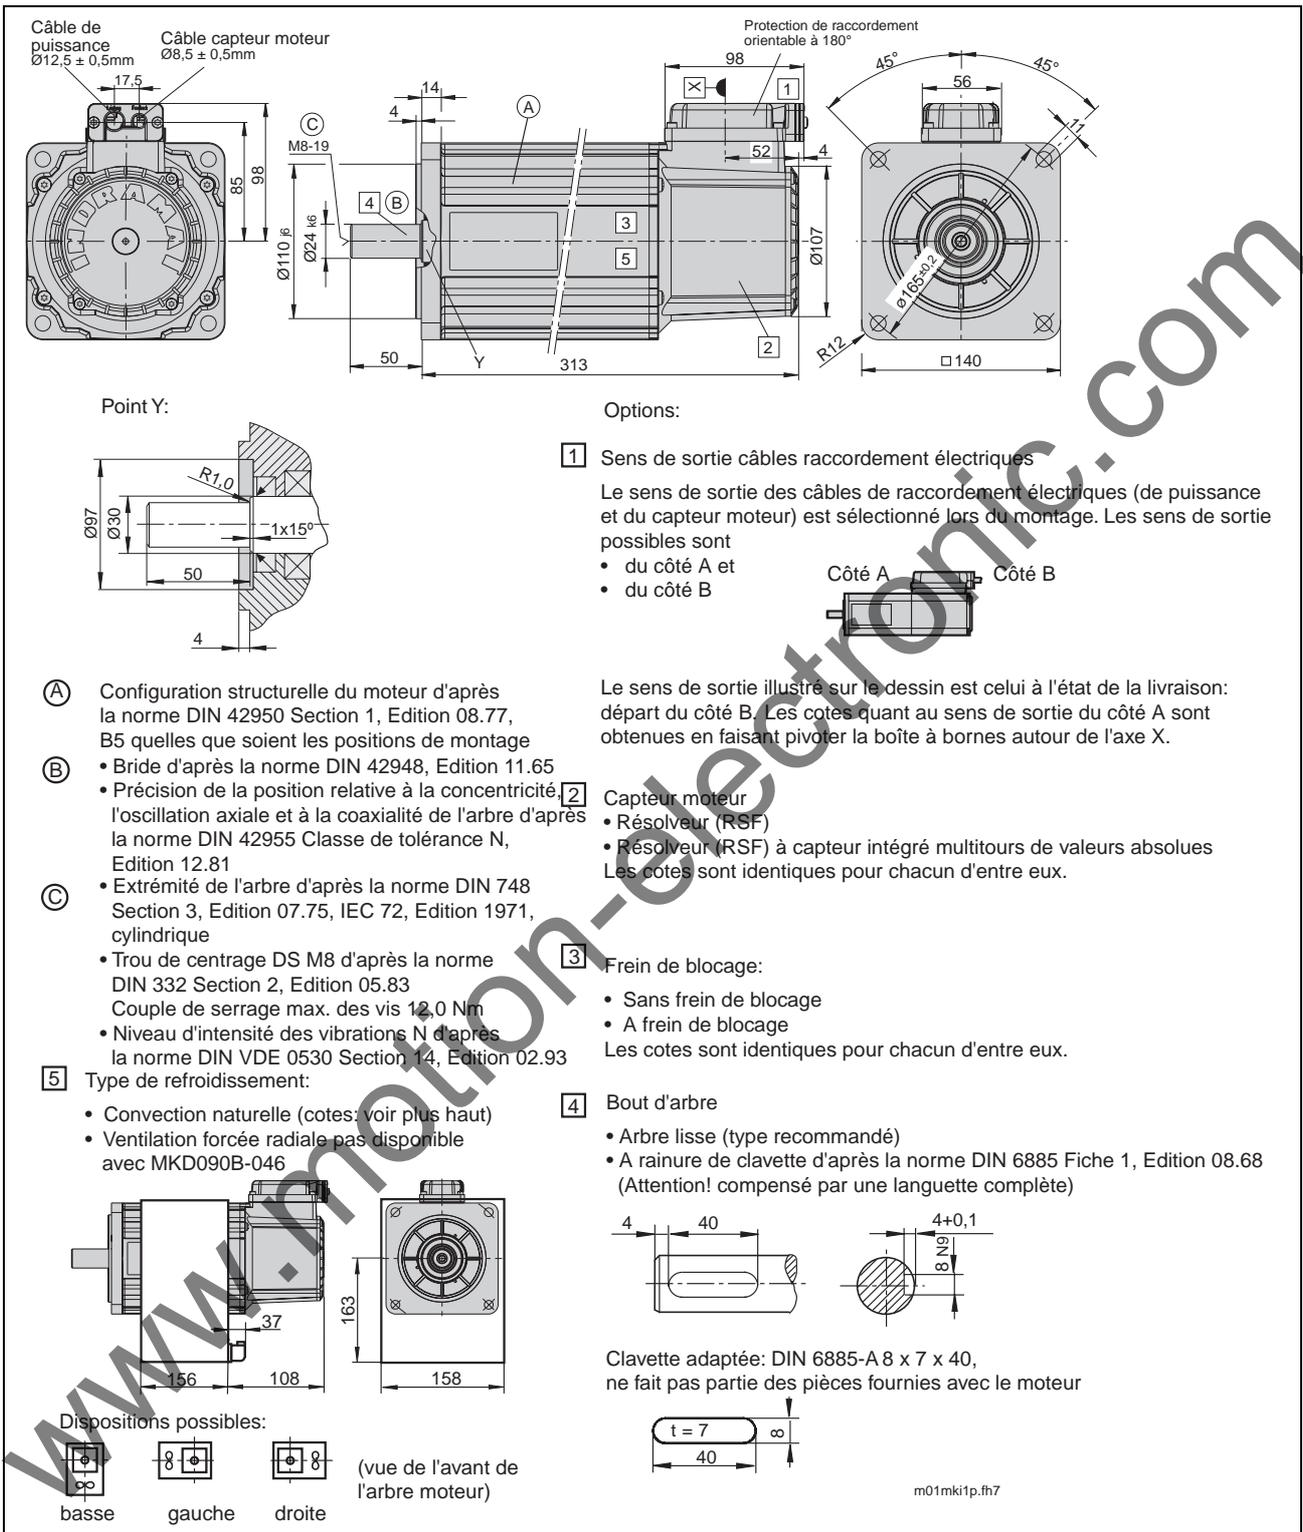 Câble de
puissance
Ø12,5 ± 0,5mm
Câble capteur moteur
Ø8,5 ± 0,5mm
17,5
85
98
INDRAMAT
C
M8-19
4
14
A
4
B
Ø110 j6
Ø24 k6
50
Y
313
3
5
2
98
X
1
52
4
Ø107
Protection de raccordement
orientable à 180°
45°
45°
56
11
ø165±0,2
R12
□140
Point Y:
R1,0
Ø97
Ø30
1x15º
50
4
Options:
1 Sens de sortie câbles raccordement électriques
Le sens de sortie des câbles de raccordement électriques (de puissance
et du capteur moteur) est sélectionné lors du montage. Les sens de sortie
possibles sont
• du côté A et
• du côté B
Côté A
Côté B
Le sens de sortie illustré sur le dessin est celui à l'état de la livraison:
départ du côté B. Les cotes quant au sens de sortie du côté A sont
obtenues en faisant pivoter la boîte à bornes autour de l'axe X.
A Configuration structurelle du moteur d'après
la norme DIN 42950 Section 1, Edition 08.77,
B5 quelles que soient les positions de montage
B • Bride d'après la norme DIN 42948, Edition 11.65
• Précision de la position relative à la concentricité,
l'oscillation axiale et à la coaxialité de l'arbre d'après
la norme DIN 42955 Classe de tolérance N,
Edition 12.81
C • Extrémité de l'arbre d'après la norme DIN 748
Section 3, Edition 07.75, IEC 72, Edition 1971,
cylindrique
• Trou de centrage DS M8 d'après la norme
DIN 332 Section 2, Edition 05.83
Couple de serrage max. des vis 12,0 Nm
• Niveau d'intensité des vibrations N d'après
la norme DIN VDE 0530 Section 14, Edition 02.93
2 Capteur moteur
• Résolveur (RSF)
• Résolveur (RSF) à capteur intégré multitours de valeurs absolues
Les cotes sont identiques pour chacun d'entre eux.
3 Frein de blocage:
• Sans frein de blocage
• A frein de blocage
Les cotes sont identiques pour chacun d'entre eux.
5 Type de refroidissement:
• Convection naturelle (cotes: voir plus haut)
• Ventilation forcée radiale pas disponible
avec MKD090B-046
37
156
108
163
158
Dispositions possibles:
basse
gauche
droite
(vue de l'avant de
l'arbre moteur)
4 Bout d'arbre
• Arbre lisse (type recommandé)
• A rainure de clavette d'après la norme DIN 6885 Fiche 1, Edition 08.68
(Attention! compensé par une languette complète)
4
40
4+0,1
8 N9
Clavette adaptée: DIN 6885-A 8 x 7 x 40,
ne fait pas partie des pièces fournies avec le moteur
t = 7
8
40
m01mki1p.fh7
www.motion-electronic.com